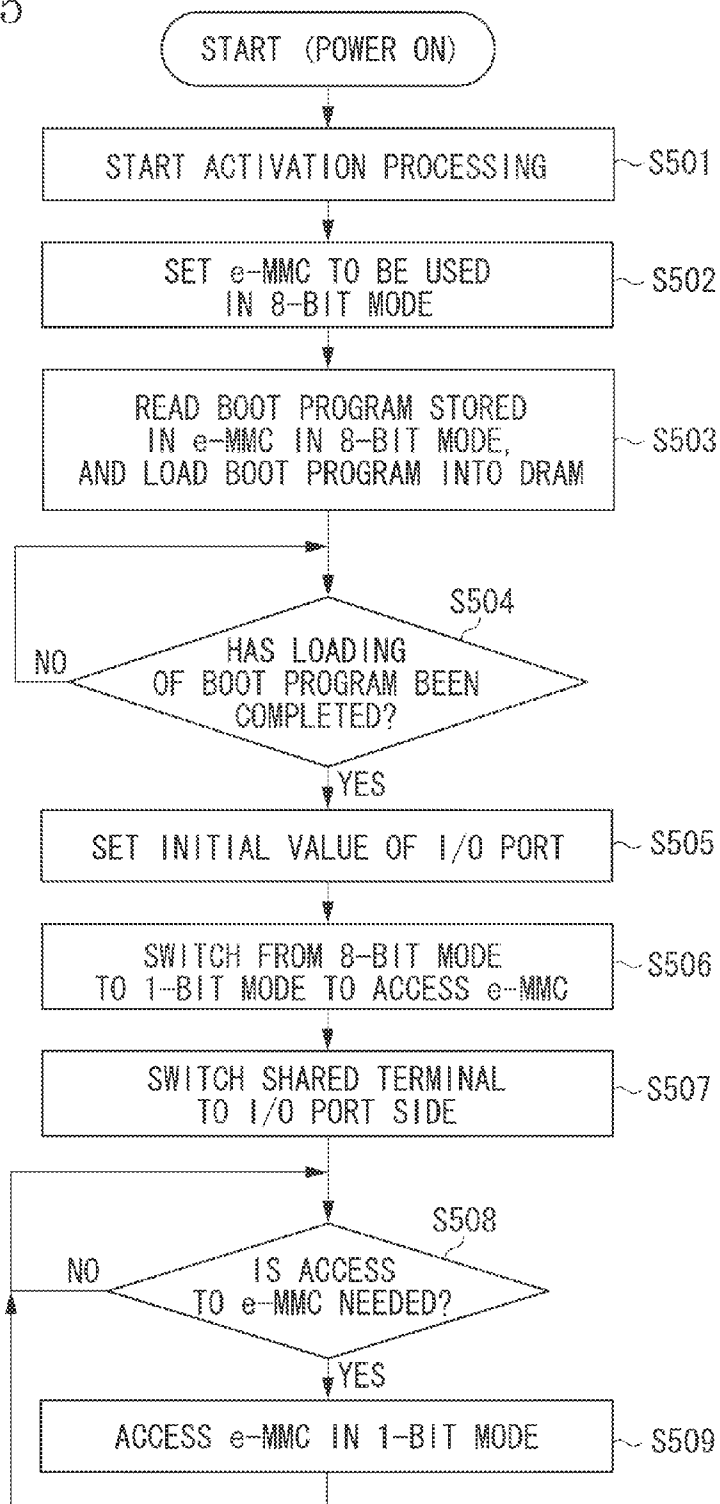 5
START (POWER ON)
START ACTIVATION PROCESSING
S501
SET e-MMC TO BE USED
IN 8-BIT MODE
S502
READ BOOT PROGRAM STORED
IN e-MMC IN 8-BIT MODE,
AND LOAD BOOT PROGRAM INTO DRAM
S503
S504
HAS LOADING
OF BOOT PROGRAM BEEN
COMPLETED?
NO
YES
SET INITIAL VALUE OF I/O PORT
S505
SWITCH FROM 8-BIT MODE
TO 1-BIT MODE TO ACCESS e-MMC
S506
SWITCH SHARED TERMINAL
TO I/O PORT SIDE
S507
S508
IS ACCESS
TO e-MMC NEEDED?
NO
YES
ACCESS e-MMC IN 1-BIT MODE
S509